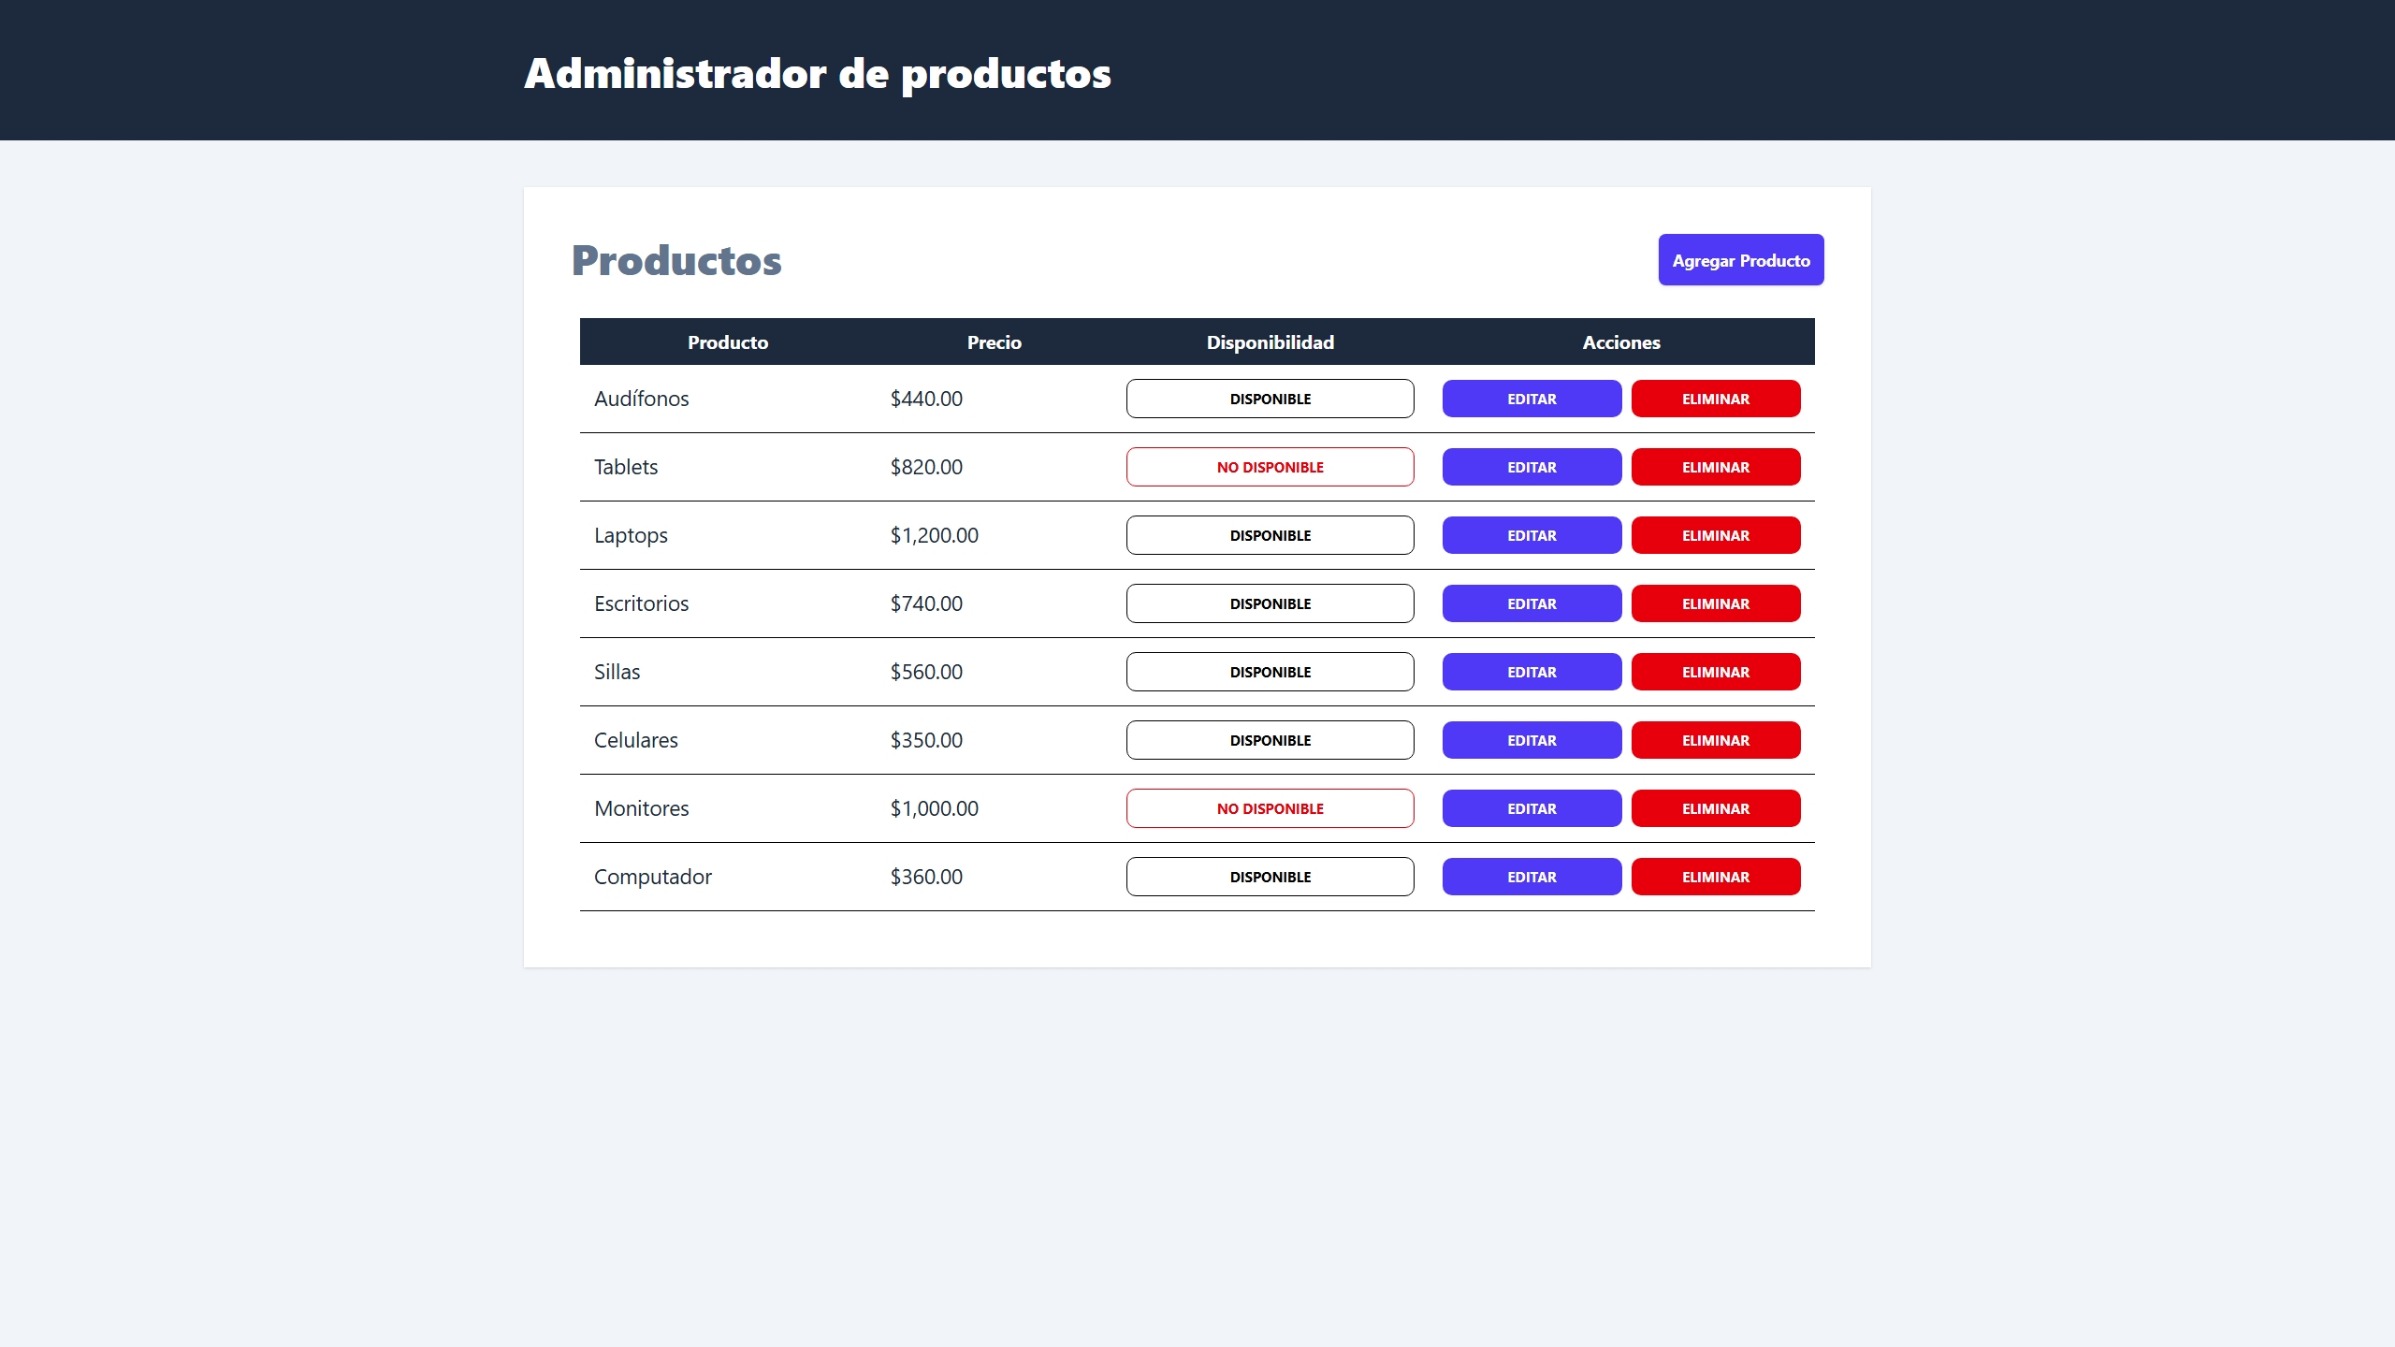 Administrador de productos
Productos
Agregar Producto
Producto Precio Disponibilidad Acciones
Audífonos $440.00 DISPONIBLE EDITAR ELIMINAR
Tablets $820.00 NO DISPONIBLE EDITAR ELIMINAR
Laptops $1,200.00 DISPONIBLE EDITAR ELIMINAR
Escritorios $740.00 DISPONIBLE EDITAR ELIMINAR
Sillas $560.00 DISPONIBLE EDITAR ELIMINAR
Celulares $350.00 DISPONIBLE EDITAR ELIMINAR
Monitores $1,000.00 NO DISPONIBLE EDITAR ELIMINAR
Computador $360.00 DISPONIBLE EDITAR ELIMINAR